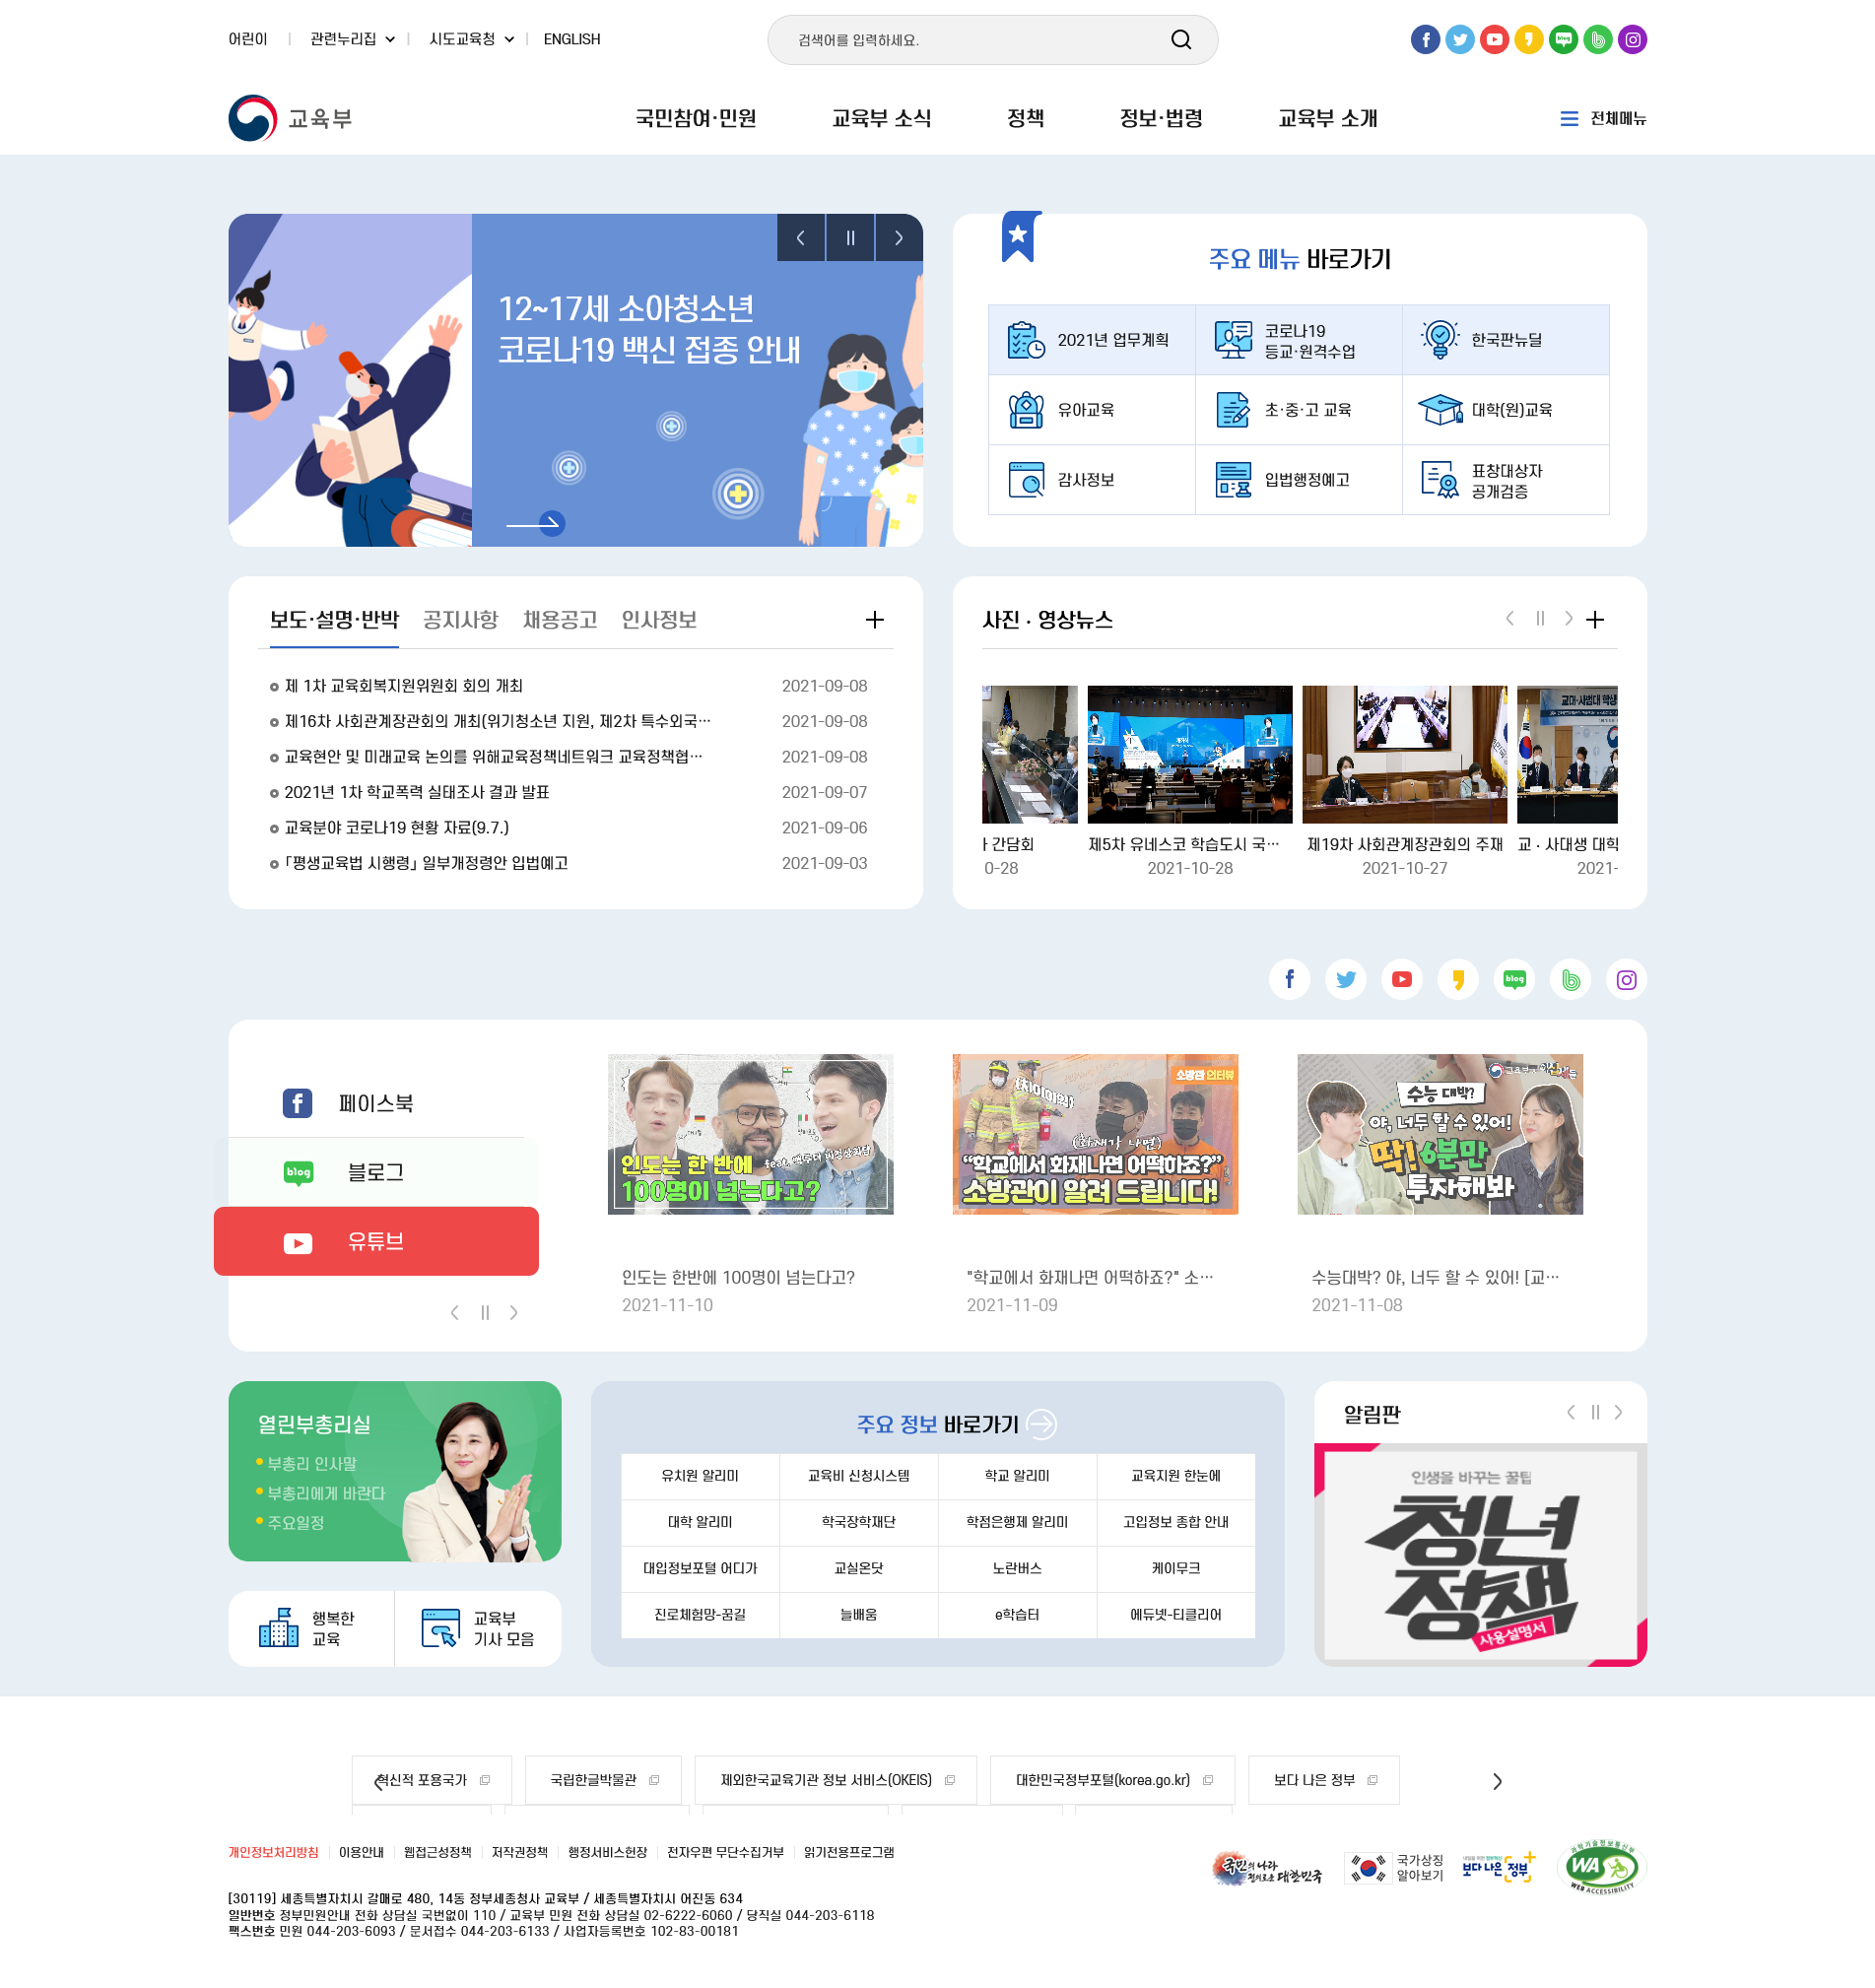 어린이
관련누리집
시도교육청
ENGLISH
검색어를 입력하세요.
blog
교육부
국민참여·민원
교육부 소식
정책
정보·법령
교육부 소개
전체메뉴
12~17세 소아청소년
코로나19 백신 접종 안내
주요 메뉴 바로가기
2021년 업무계획
코로나19
등교·원격수업
한국판뉴딜
유아교육
초·중·고 교육
대학(원)교육
감사정보
입법행정예고
표창대상자
공개검증
보도·설명·반박
공지사항
채용공고
인사정보
제 1차 교육회복지원위원회 회의 개최 2021-09-08
제16차 사회관계장관회의 개최(위기청소년 지원, 제2차 특수외국… 2021-09-08
교육현안 및 미래교육 논의를 위해교육정책네트워크 교육정책협… 2021-09-08
2021년 1차 학교폭력 실태조사 결과 발표 2021-09-07
교육분야 코로나19 현황 자료(9.7.) 2021-09-06
「평생교육법 시행령」 일부개정령안 입법예고 2021-09-03
사진 · 영상뉴스
간담회
0-28
제5차 유네스코 학습도시 국…
2021-10-28
제19차 사회관계장관회의 주재
2021-10-27
교대·사범대 학생
교 · 사대생 대학
2021-
blog
페이스북
blog
블로그
유튜브
인도는 한 반에
100명이 넘는다고?
인도는 한반에 100명이 넘는다고?
2021-11-10
소방관 인터뷰
(화재가 나면)
“학교에서 화재나면 어떡하죠?”
소방관이 알려 드립니다!
"학교에서 화재나면 어떡하죠?" 소…
2021-11-09
수능 대박?
야, 너두 할 수 있어!
딱! 6분만
투자해봐
수능대박? 야, 너두 할 수 있어! [교…
2021-11-08
열린부총리실
부총리 인사말
부총리에게 바란다
주요일정
행복한
교육
교육부
기사 모음
주요 정보 바로가기
유치원 알리미
교육비 신청시스템
학교 알리미
교육지원 한눈에
대학 알리미
학국장학재단
학점은행제 알리미
고입정보 종합 안내
대입정보포털 어디가
교실온닷
노란버스
케이무크
진로체험망-꿈길
늘배움
e학습터
에듀넷-티클리어
알림판
인생을 바꾸는 꿀팁
청년
정책
사용설명서
혁신적 포용국가
국립한글박물관
제외한국교육기관 정보 서비스(OKEIS)
대한민국정부포털(korea.go.kr)
보다 나은 정부
개인정보처리방침
이용안내
웹접근성정책
저작권정책
행정서비스헌장
전자우편 무단수집거부
읽기전용프로그램
[30119] 세종특별자치시 갈매로 480, 14동 정부세종청사 교육부 / 세종특별자치시 어진동 634
일반번호 정부민원안내 전화 상담실 국번없이 110 / 교육부 민원 전화 상담실 02-6222-6060 / 당직실 044-203-6118
팩스번호 민원 044-203-6093 / 문서접수 044-203-6133 / 사업자등록번호 102-83-00181
국민의 나라
정의로운 대한민국
국가상징
알아보기
보다 나은 정부
과학기술정보통신부
WA
WEB ACCESSIBILITY